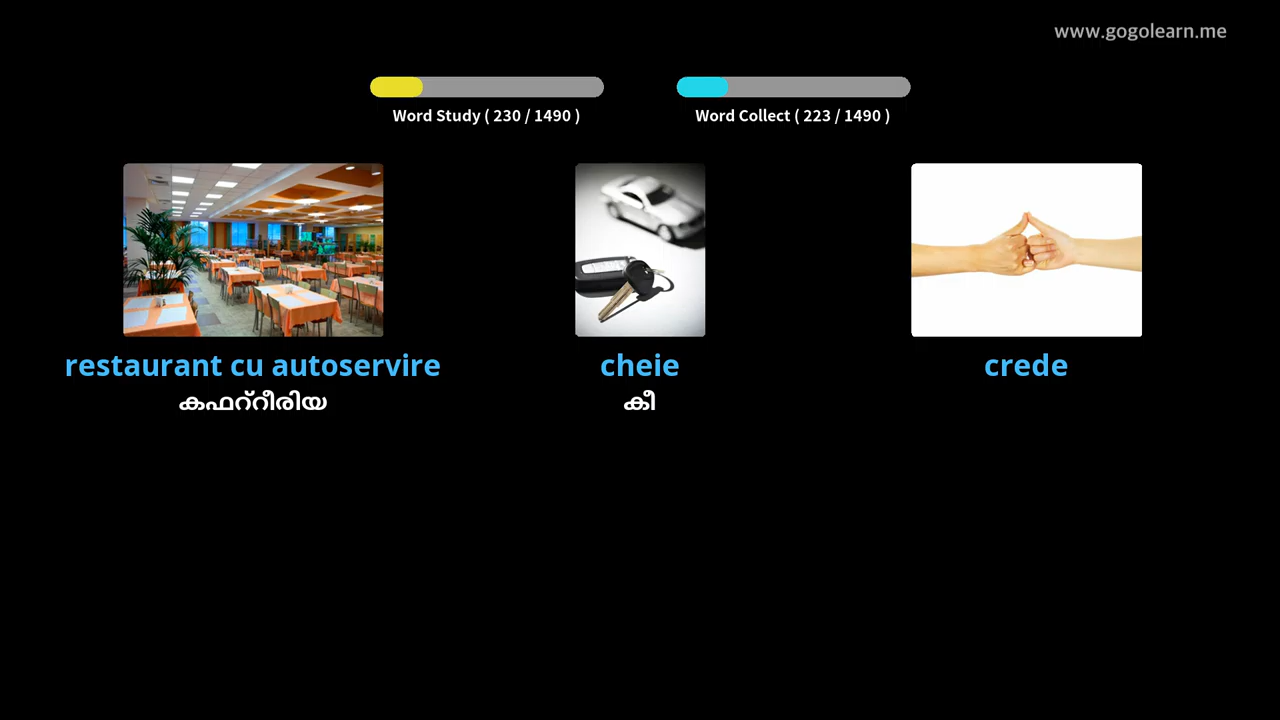 www.gogolearn.me
Word Study ( 230 / 1490 )
Word Collect ( 223 / 1490 )
restaurant cu autoservire
കഫറ്റീരിയ
cheie
കീ
crede